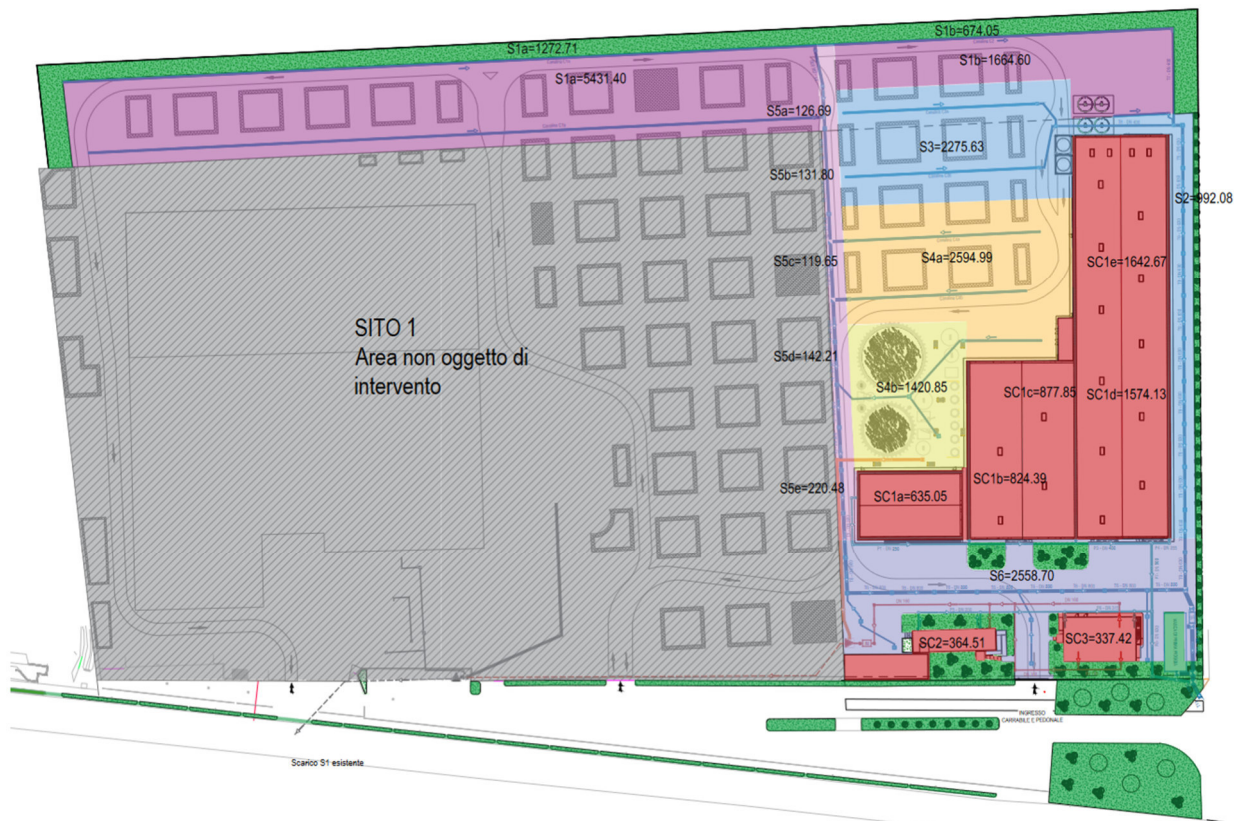 S1b=674.05
S1a=1272.71
S1b=1664.60
S1a=5431.40
S5a=126.69
S3=2275.63
S5b=131.80
S2=992.08
S5c=119.65
S4a=2594.99
SC1e=1642.67
SITO 1
Area non oggetto di
intervento
S5d=142.21
S4b=1420.85
SC1c=877.85
SC1d=1574.13
SC1b=824.39
S5e=220.48
SC1a=635.05
S6=2558.70
SC2=364.51
SC3=337.42
INGRESSO
CARRABILE E PEDONALE
Scarico S1 esistente